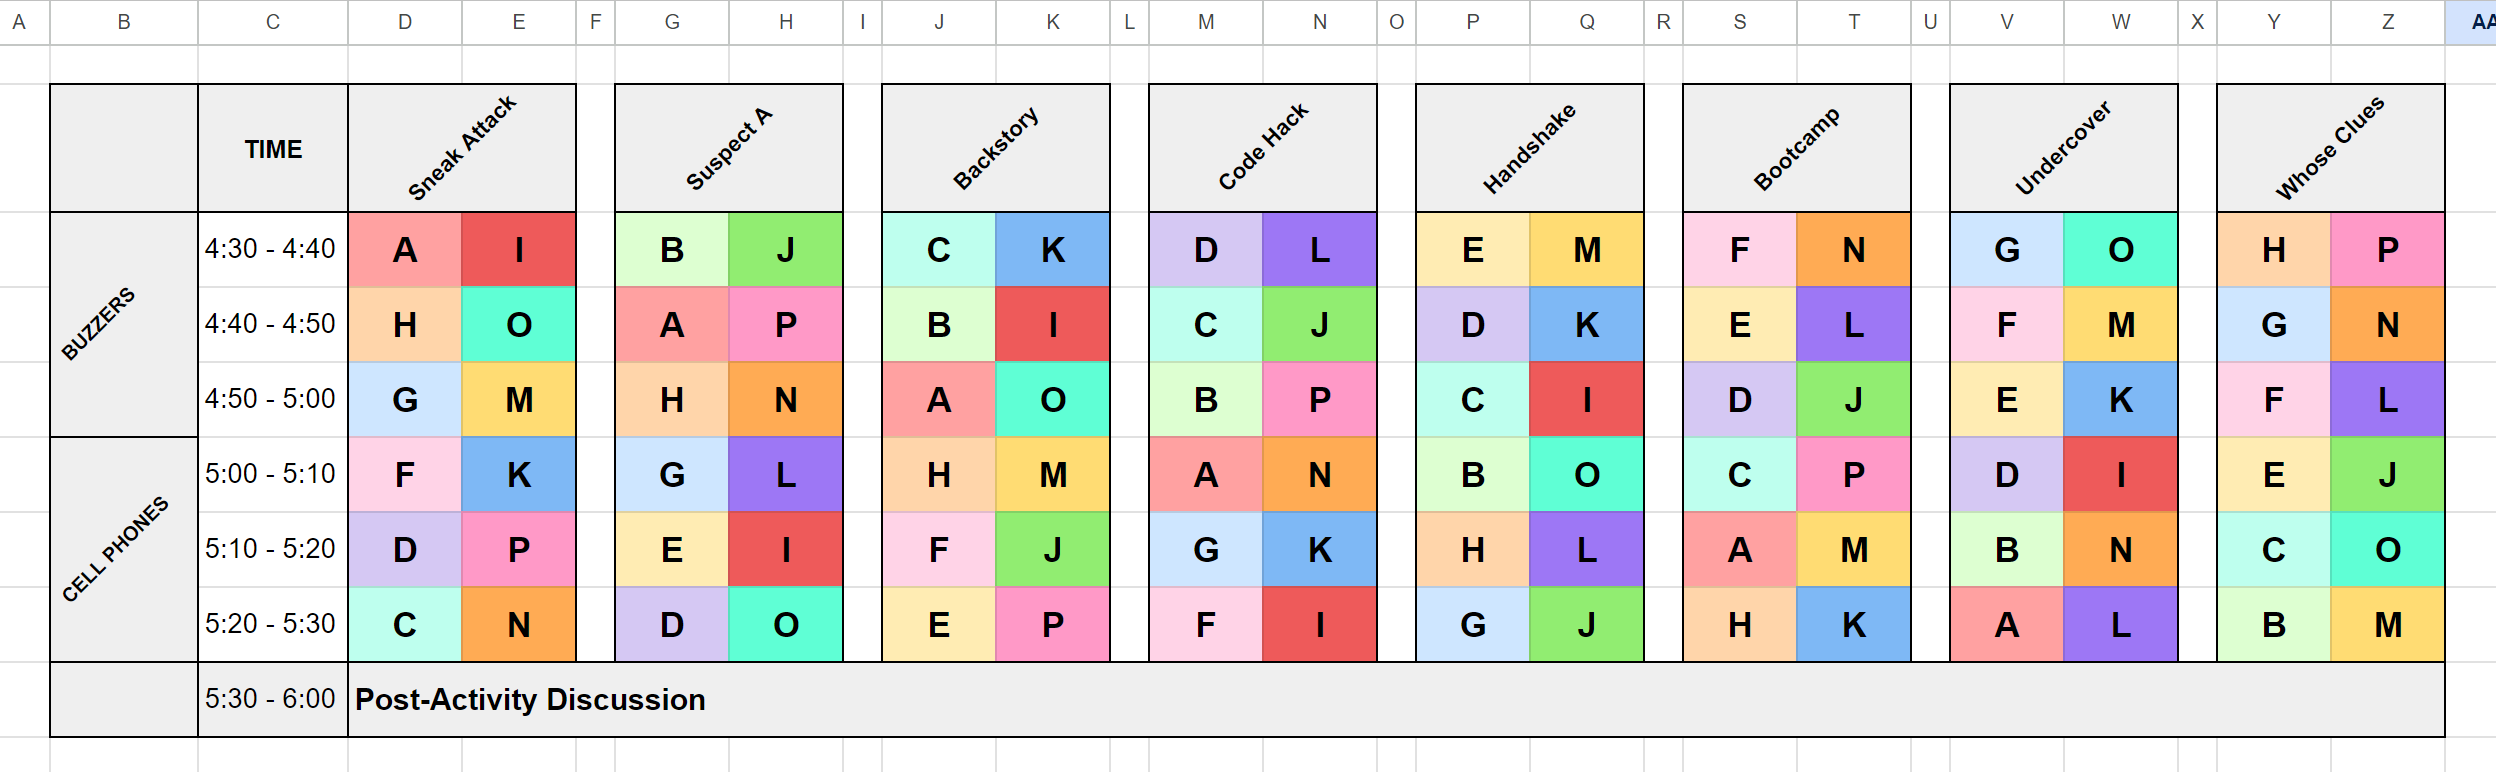 A B C D E F G H I J K L M N O P Q R S T U V W X Y Z AA
TIME Sneak Attack Suspect A Backstory Code Hack Handshake Bootcamp Undercover Whose Clues
BUZZERS
4:30 - 4:40 A I B J C K D L E M F N G O H P
4:40 - 4:50 H O A P B I C J D K E L F M G N
4:50 - 5:00 G M H N A O B P C I D J E K F L
CELL PHONES
5:00 - 5:10 F K G L H M A N B O C P D I E J
5:10 - 5:20 D P E I F J G K H L A M B N C O
5:20 - 5:30 C N D O E P F I G J H K A L B M
5:30 - 6:00 Post-Activity Discussion